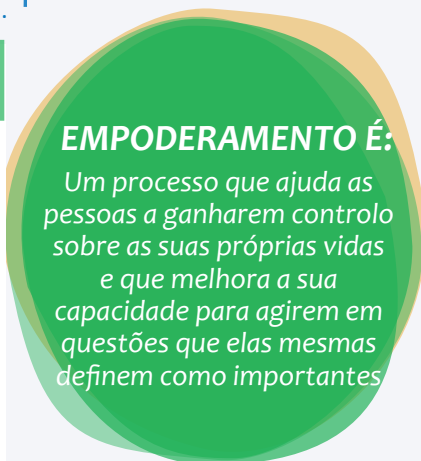 EMPODERAMENTO É:
Um processo que ajuda as
pessoas a ganharem controlo
sobre as suas próprias vidas
e que melhora a sua
capacidade para agirem em
questões que elas mesmas
definem como importantes